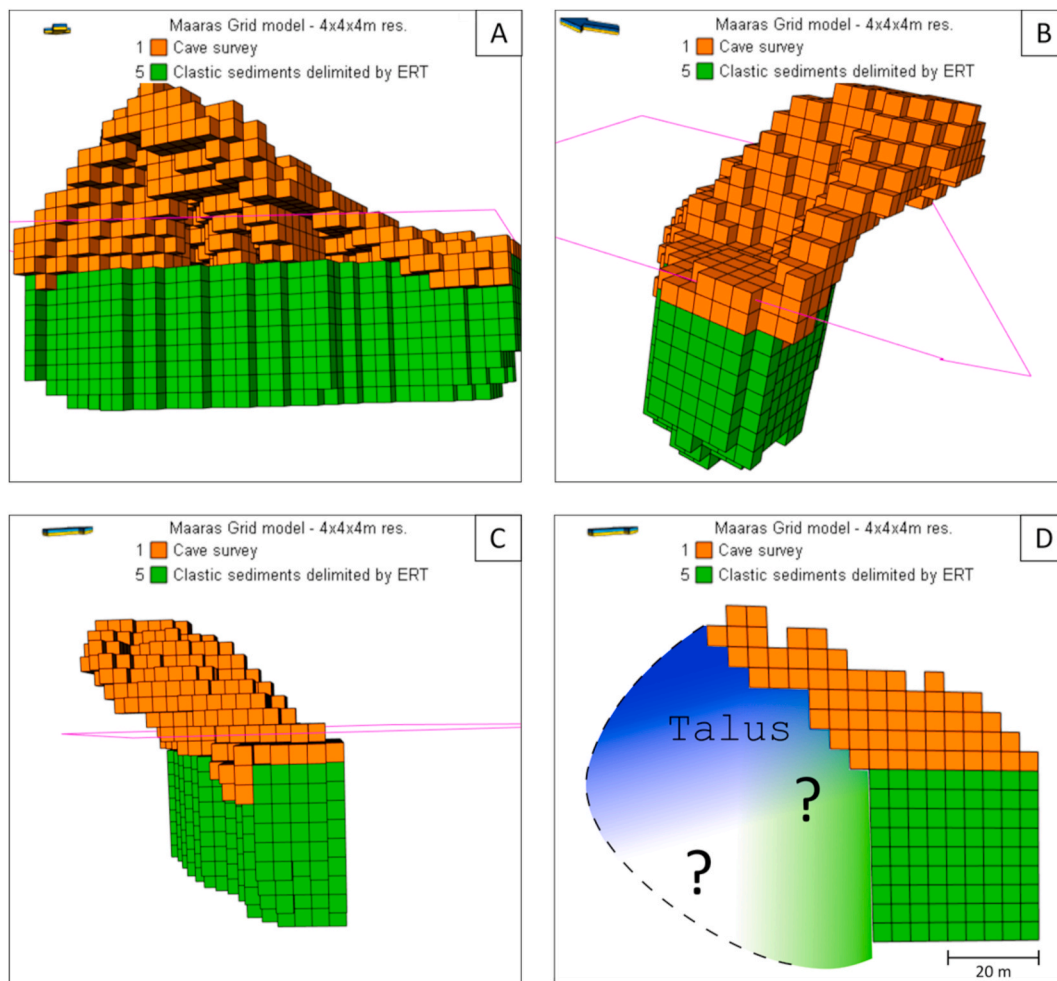 Maaras Grid model - 4x4x4m res.
A
1 Cave survey
5 Clastic sediments delimited by ERT
Maaras Grid model - 4x4x4m res.
B
1 Cave survey
5 Clastic sediments delimited by ERT
Maaras Grid model - 4x4x4m res.
C
1 Cave survey
5 Clastic sediments delimited by ERT
Maaras Grid model - 4x4x4m res.
D
1 Cave survey
5 Clastic sediments delimited by ERT
Talus
?
?
20 m